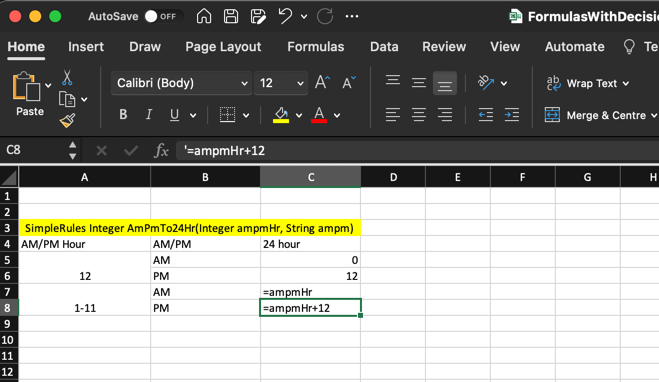 AutoSave OFF ... FormulasWithDecisi
Home Insert Draw Page Layout Formulas Data Review View Automate Te
Paste Calibri (Body) 12 A A ab Wrap Text
B I U A Merge & Centre
C8 fx '=ampmHr+12
A B C D E F G H
1
2
3 SimpleRules Integer AmPmTo24Hr(Integer ampmHr, String ampm)
4 AM/PM Hour AM/PM 24 hour
5 AM 0
6 12 PM 12
7 AM =ampmHr
8 1-11 PM =ampmHr+12
9
10
11
12